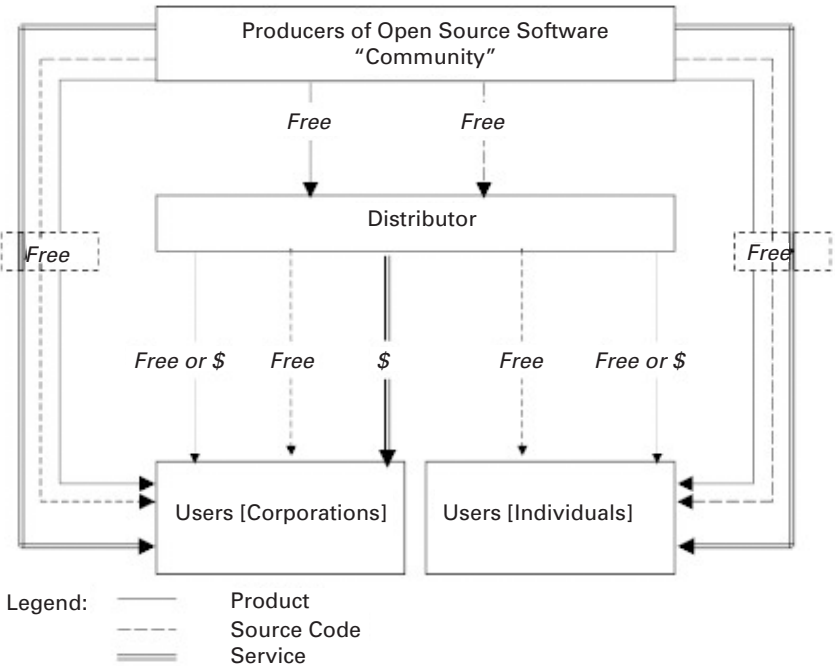 Producers of Open Source Software
“Community”
Free
Free
Distributor
Free
Free
Free or $
Free
$
Free
Free or $
Users [Corporations]
Users [Individuals]
Legend:
Product
Source Code
Service